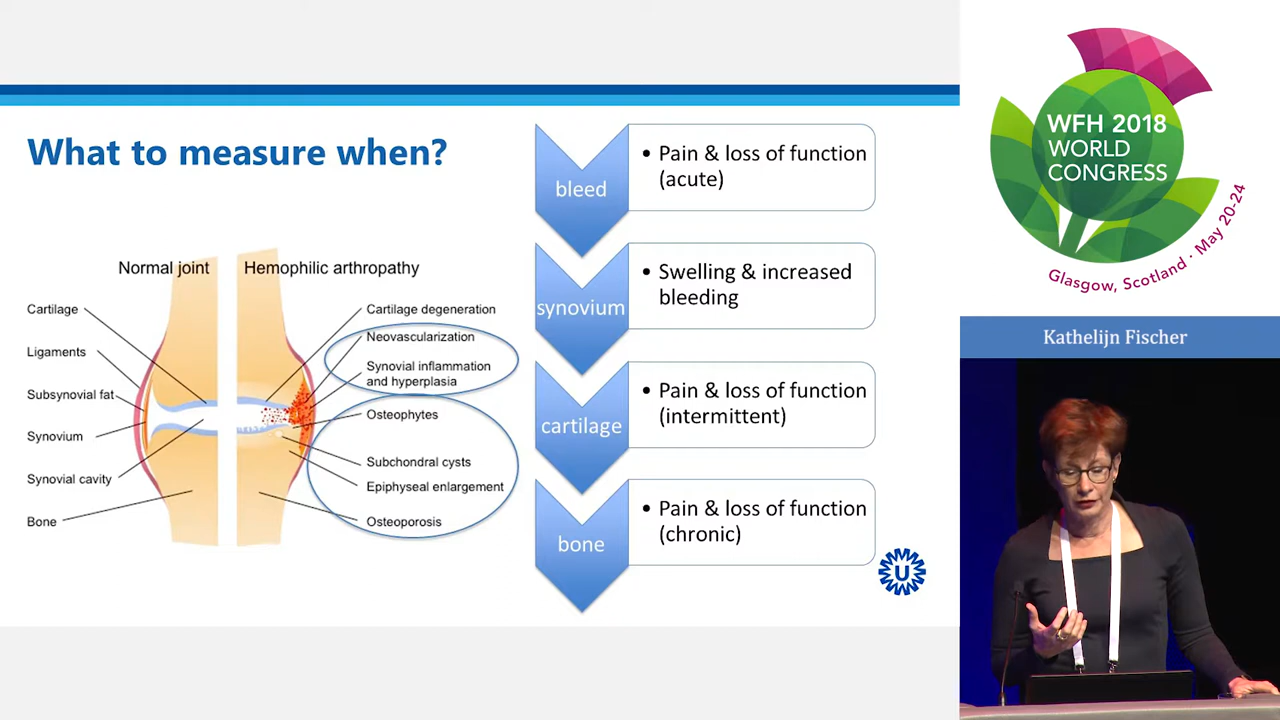 What to measure when?
Normal joint
Hemophilic arthropathy
Cartilage
Ligaments
Subsynovial fat
Synovium
Synovial cavity
Bone
Cartilage degeneration
Neovascularization
Synovial inflammation
and hyperplasia
Osteophytes
Subchondral cysts
Epiphyseal enlargement
Osteoporosis
bleed
• Pain & loss of function
(acute)
synovium
• Swelling & increased
bleeding
cartilage
• Pain & loss of function
(intermittent)
bone
• Pain & loss of function
(chronic)
U
WFH 2018
WORLD
CONGRESS
Glasgow, Scotland · May 20-24
Kathelijn Fischer